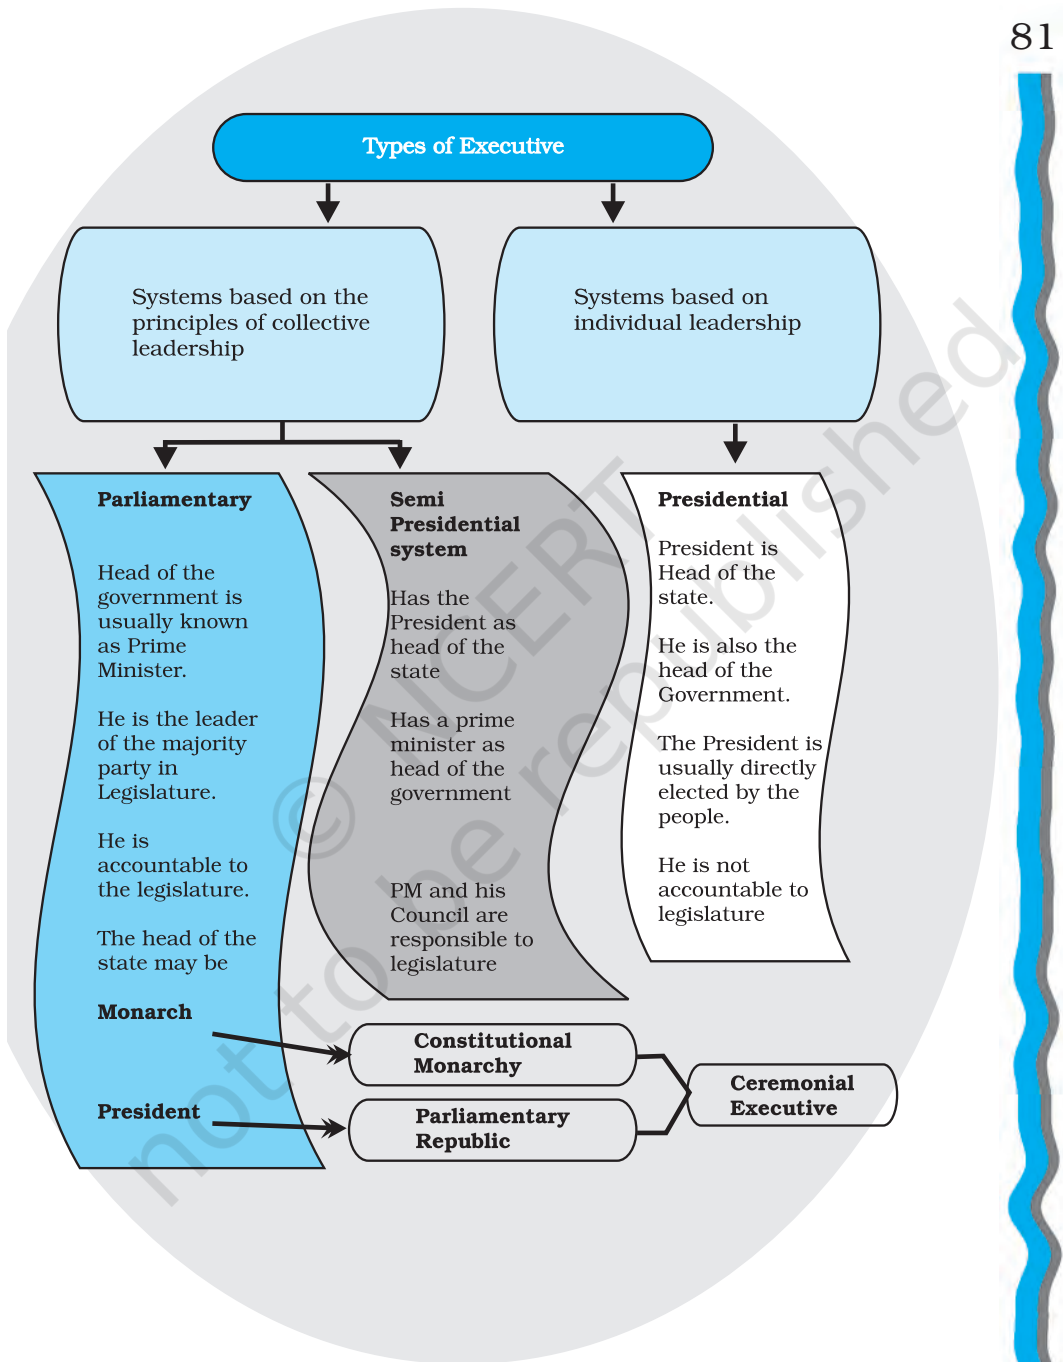 81
Types of Executive
Systems based on the
principles of collective
leadership
Systems based on
individual leadership
Parliamentary
Head of the
government is
usually known
as Prime
Minister.
He is the leader
of the majority
party in
Legislature.
He is
accountable to
the legislature.
The head of the
state may be
Monarch
President
Semi
Presidential
system
Has the
President as
head of the
state
Has a prime
minister as
head of the
government
PM and his
Council are
responsible to
legislature
Presidential
President is
Head of the
state.
He is also the
head of the
Government.
The President is
usually directly
elected by the
people.
He is not
accountable to
legislature
Constitutional
Monarchy
Parliamentary
Republic
Ceremonial
Executive
© NCERT
not to be republished